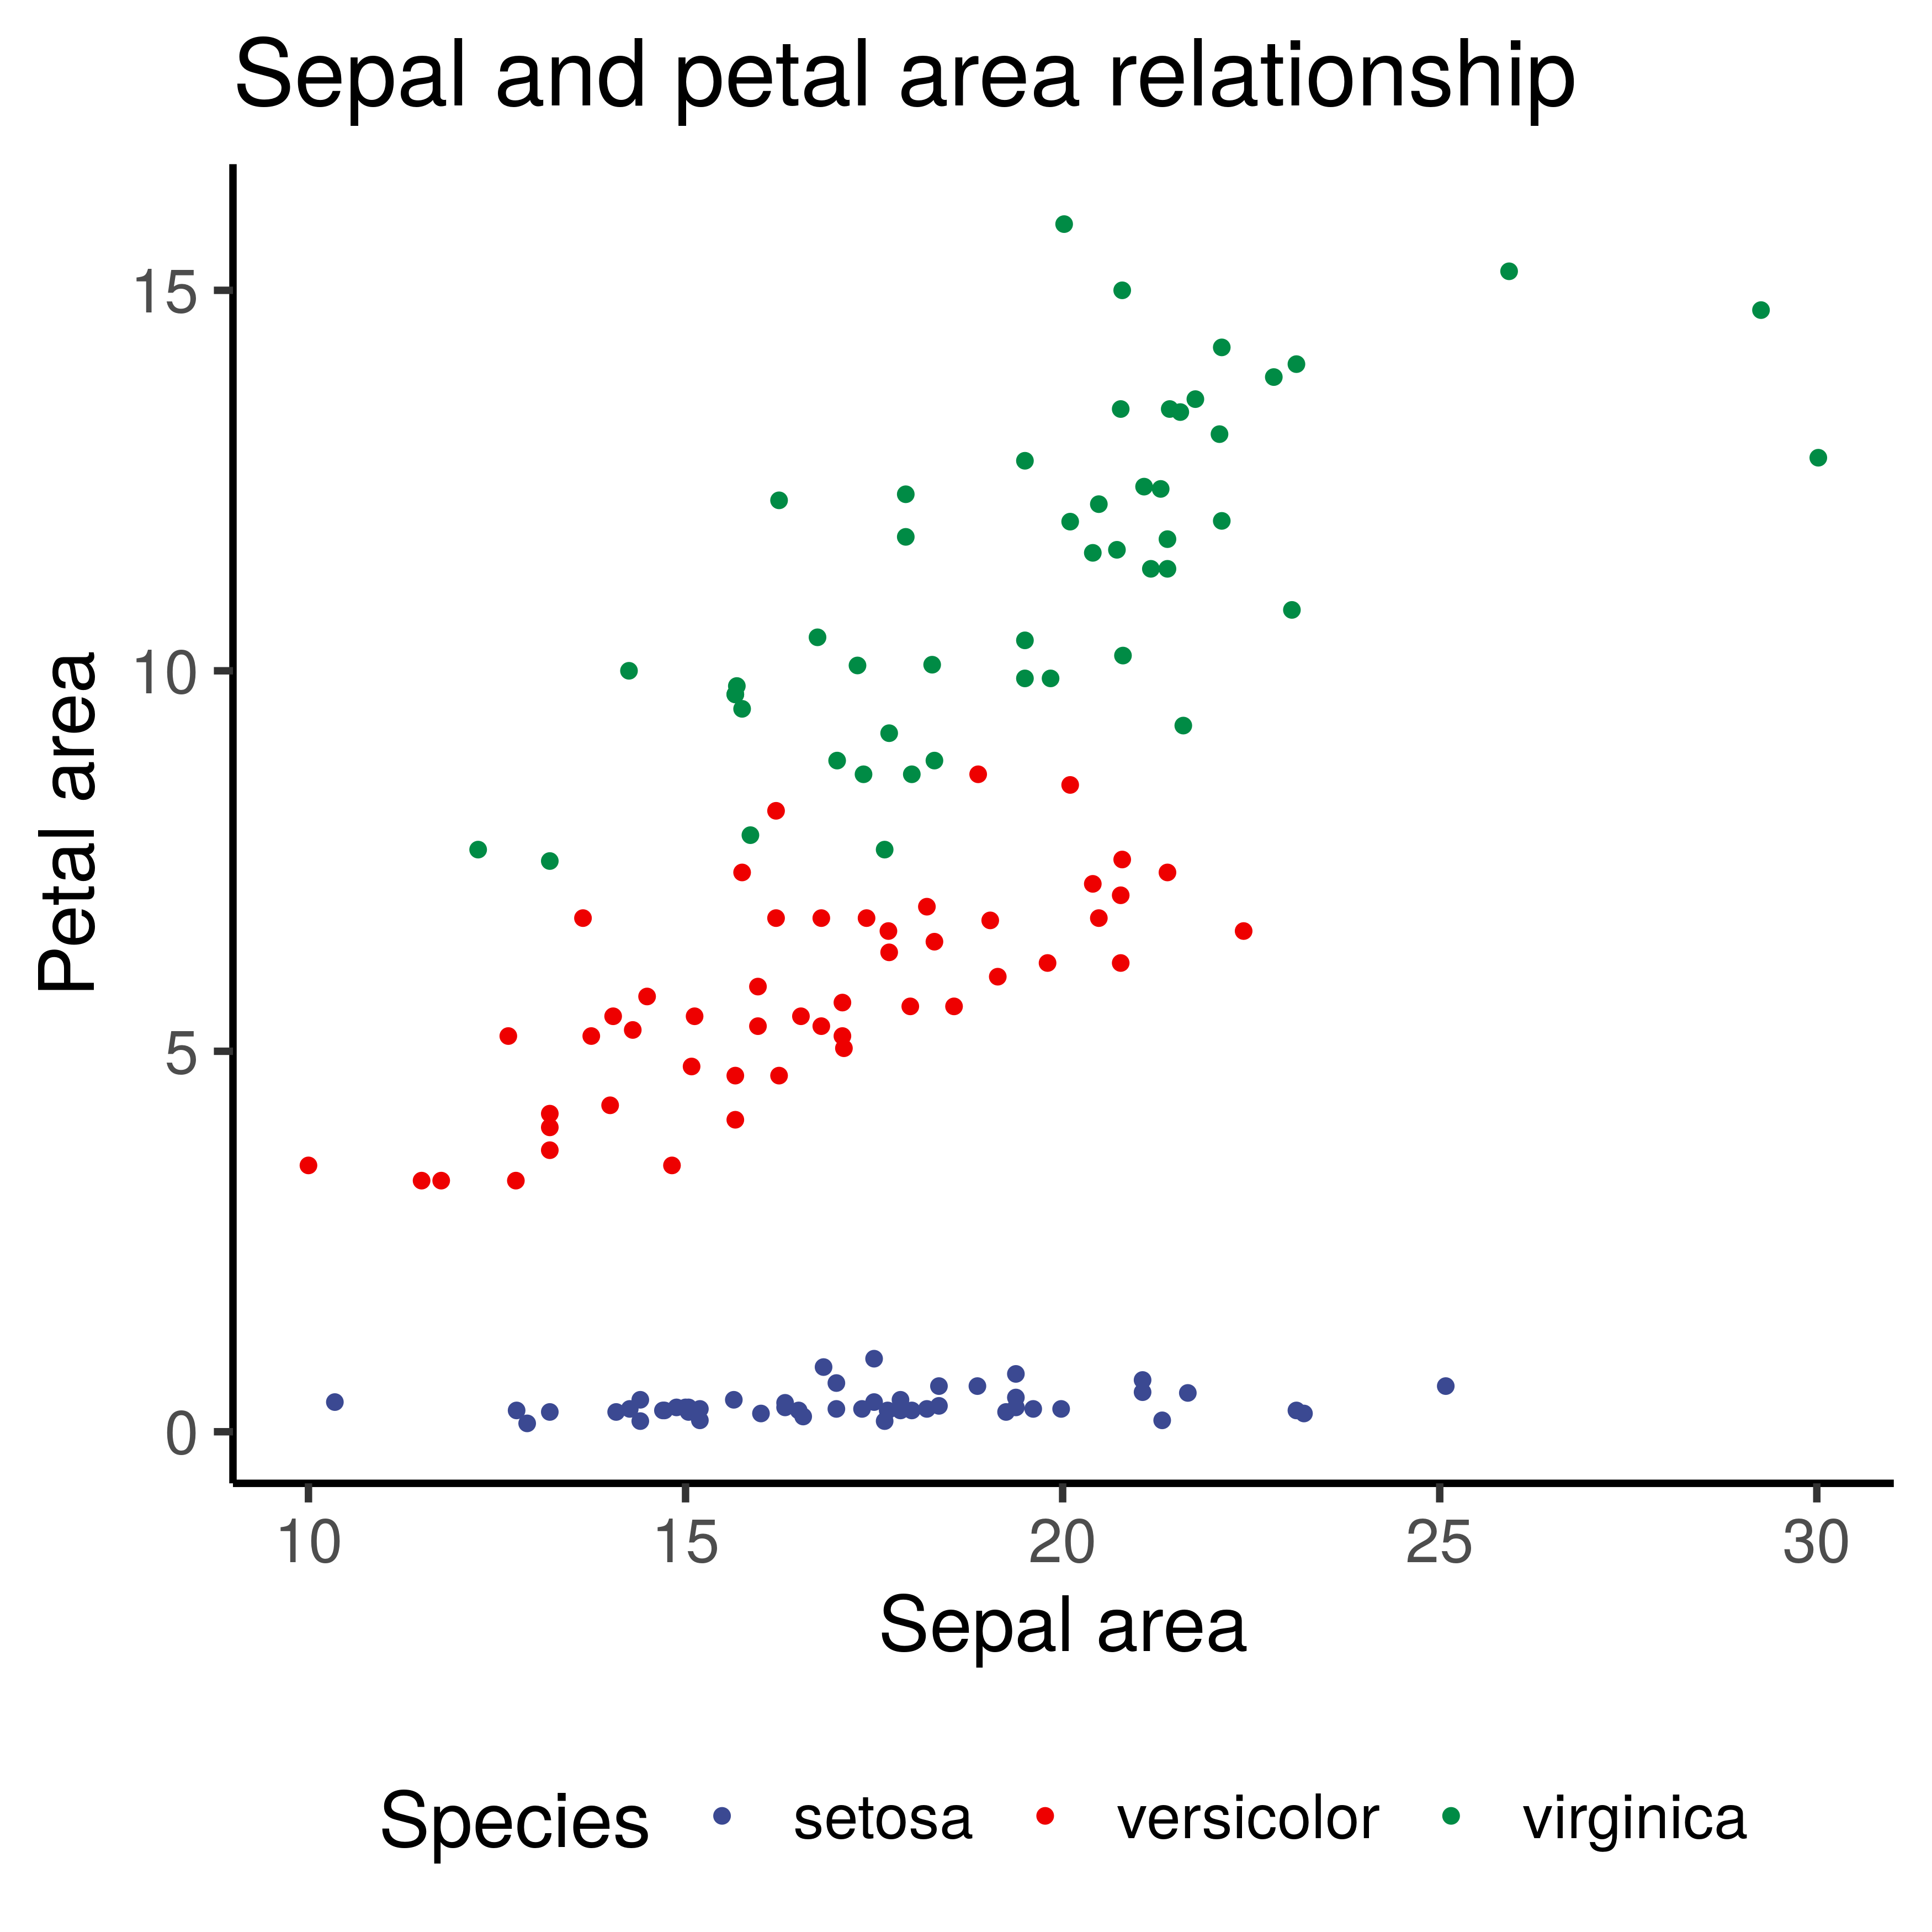 Sepal and petal area relationship
15
10
5
0
Petal area
10 15 20 25 30
Sepal area
Species setosa versicolor virginica